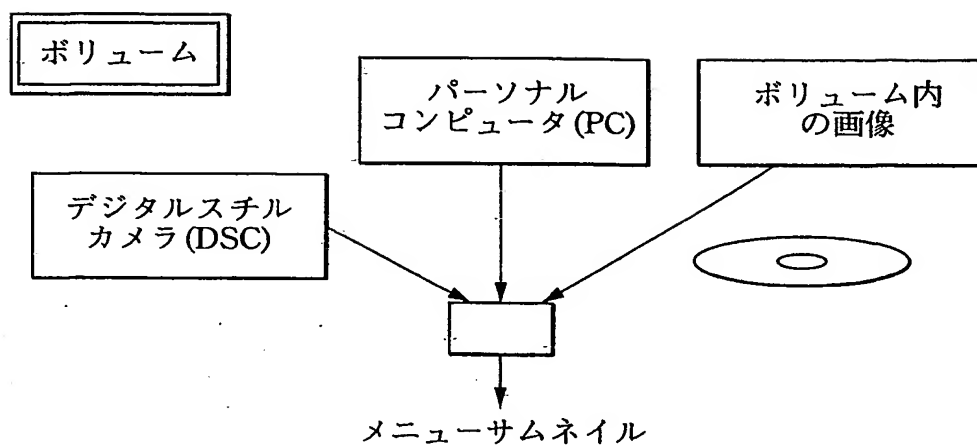 ボリューム
パーソナル
コンピュータ(PC)
ボリューム内
の画像
デジタルスチル
カメラ(DSC)
メニューサムネイル